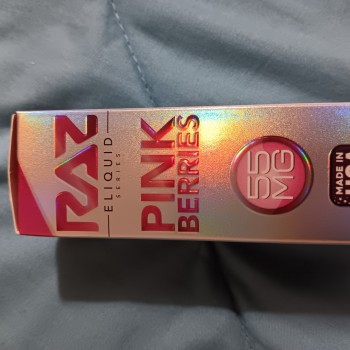 RAZ
ELIQUID
SERIES
PINK
BERRIES
55
MG
MADE IN